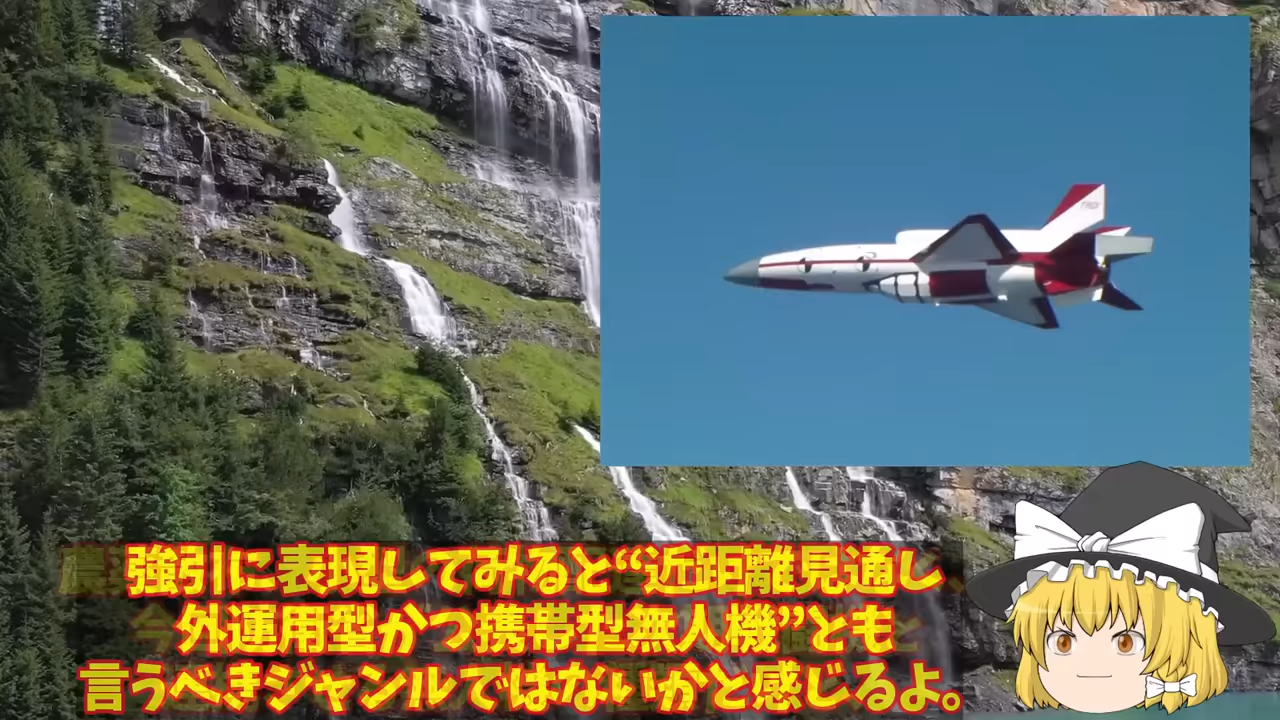 TRDI
強引に表現してみると“近距離見通し
外運用型かつ携帯型無人機”とも
言うべきジャンルではないかと感じるよ。